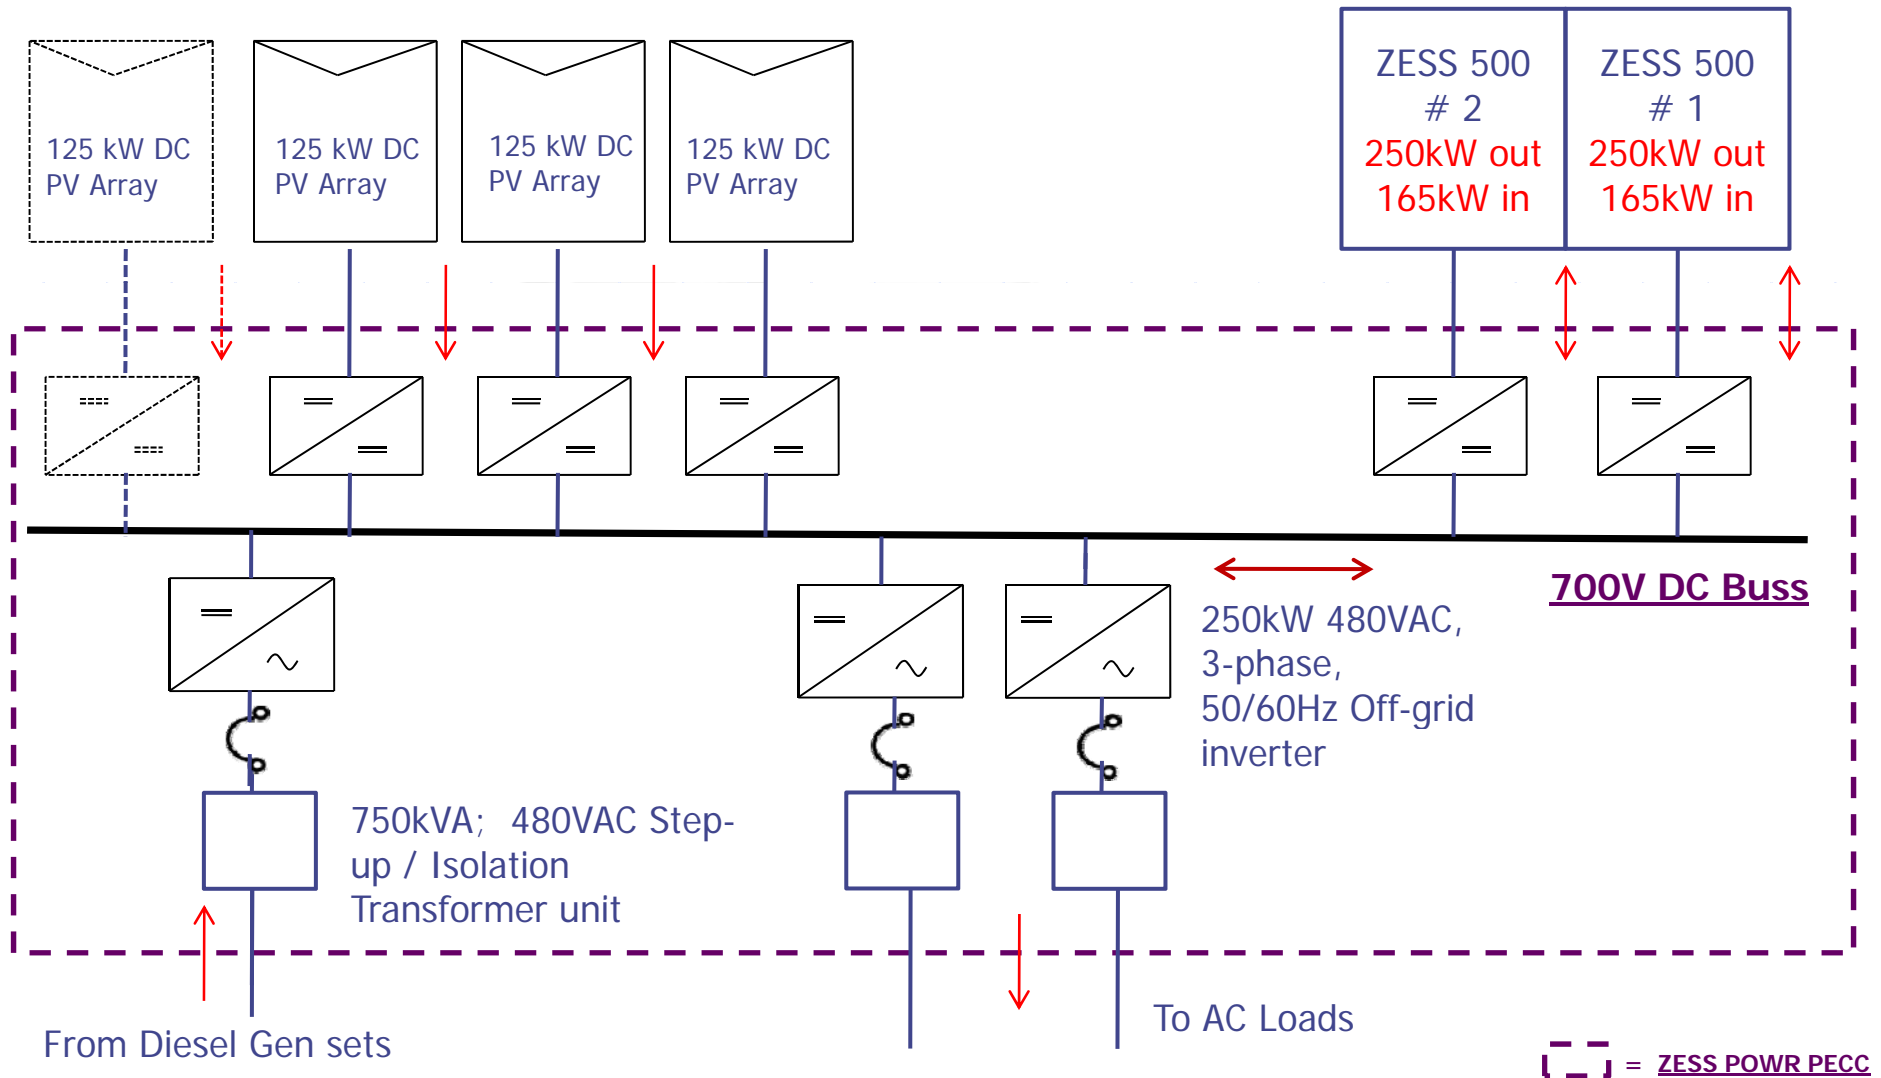 125 kW DC
PV Array
125 kW DC
PV Array
125 kW DC
PV Array
125 kW DC
PV Array
ZESS 500
# 2
250kW out
165kW in
ZESS 500
# 1
250kW out
165kW in
700V DC Buss
250kW 480VAC,
3-phase,
50/60Hz Off-grid
inverter
750kVA; 480VAC Step-
up / Isolation
Transformer unit
From Diesel Gen sets
To AC Loads
= ZESS POWR PECC